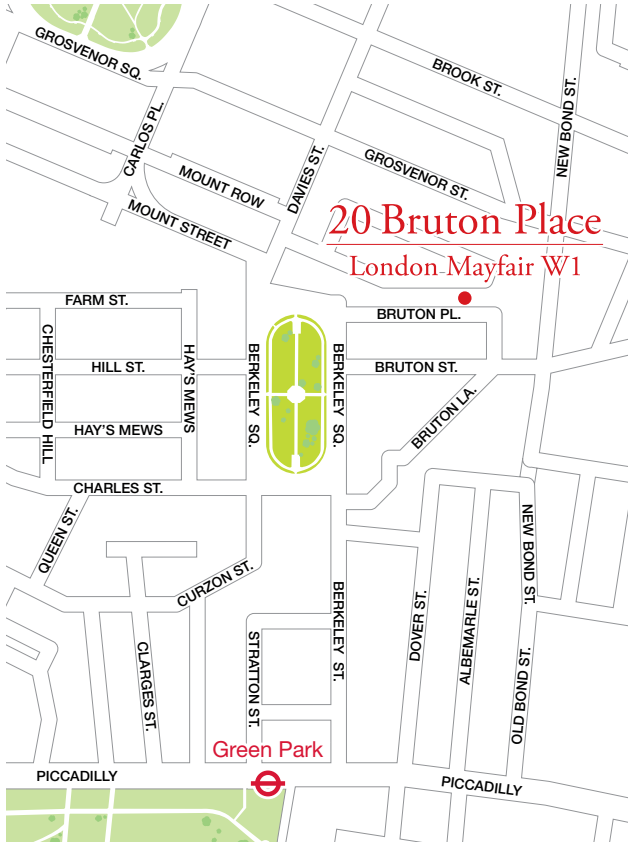 GROSVENOR SQ.
BROOK ST.
NEW BOND ST.
CARLOS PL.
DAVIES ST.
GROSVENOR ST.
MOUNT ROW
MOUNT STREET
20 Bruton Place
London Mayfair W1
FARM ST.
BRUTON PL.
CHESTERFIELD HILL
HILL ST.
HAY'S MEWS
BERKELEY SQ.
BERKELEY SQ.
BRUTON ST.
BRUTON LA.
HAY'S MEWS
CHARLES ST.
QUEEN ST.
NEW BOND ST.
CURZON ST.
BERKELEY ST.
DOVER ST.
ALBEMARLE ST.
CLARGES ST.
STRATTON ST.
OLD BOND ST.
Green Park
PICCADILLY
PICCADILLY